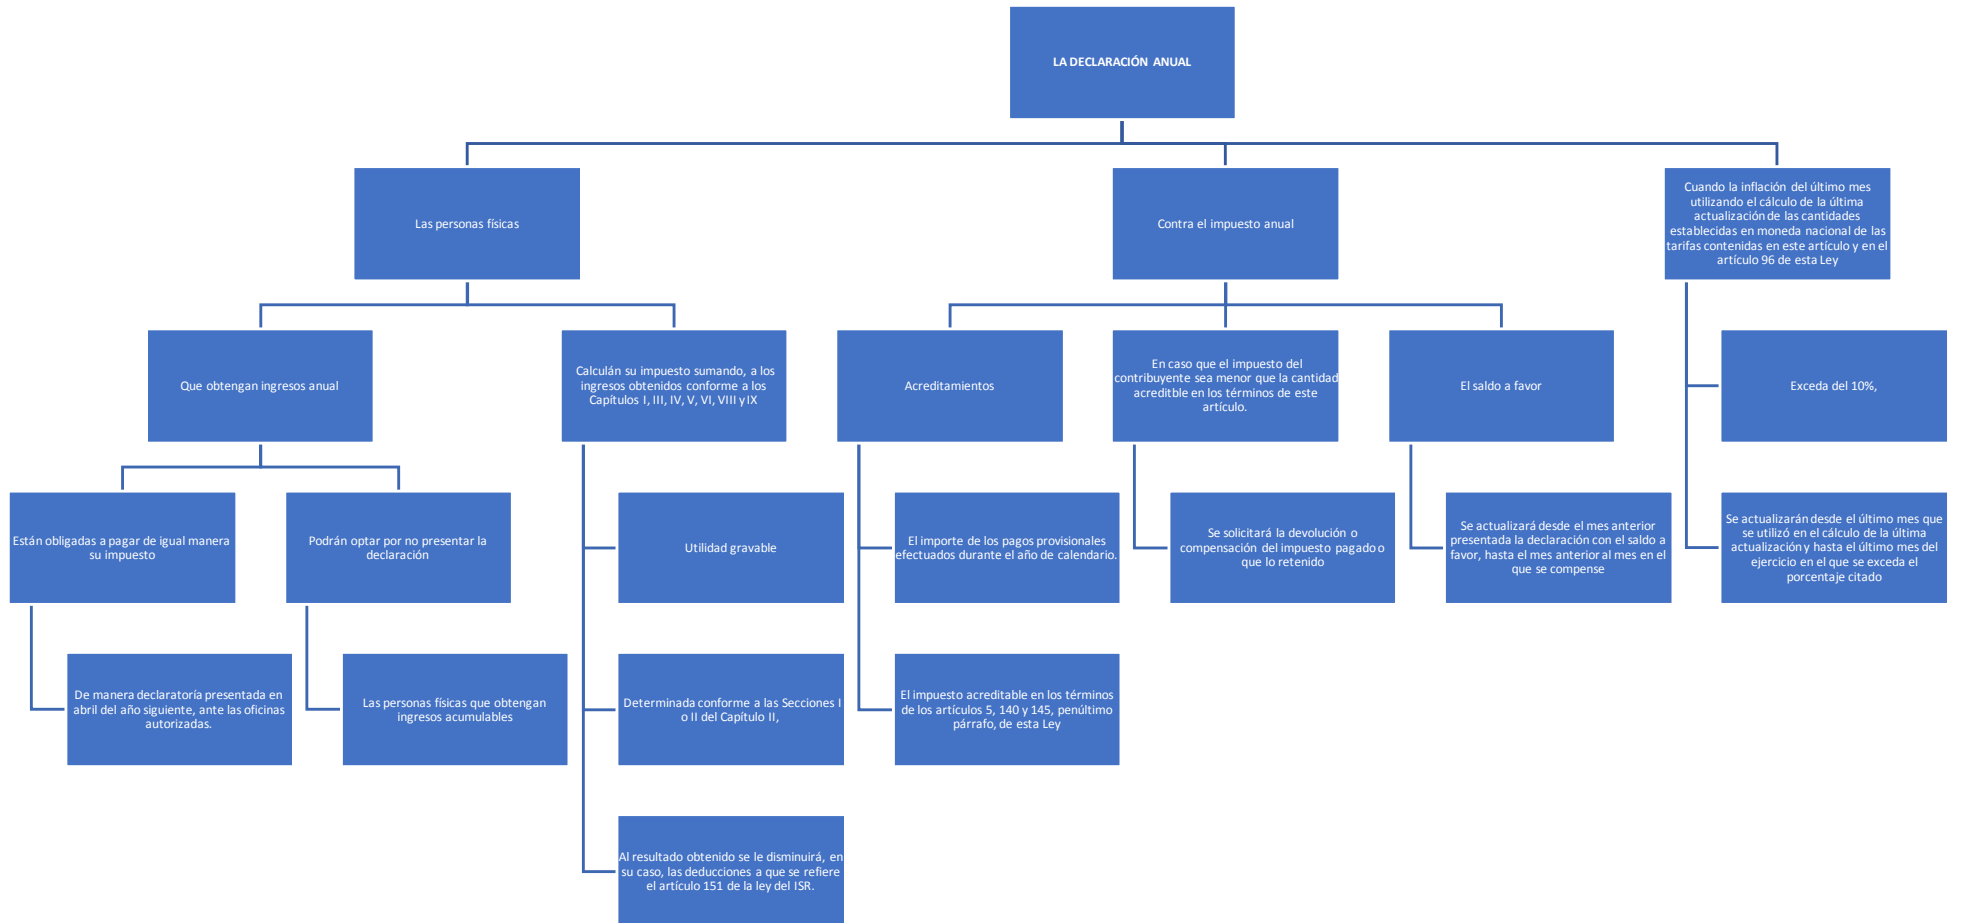 LA DECLARACIÓN ANUAL
Las personas físicas
Contra el impuesto anual
Cuando la inflación del último mes
utilizando el cálculo de la última
actualización de las cantidades
establecidas en moneda nacional de las
tarifas contenidas en este artículo y en el
artículo 96 de esta Ley
Que obtengan ingresos anual
Calculán su impuesto sumando, a los
ingresos obtenidos conforme a los
Capítulos I, III, IV, V, VI, VIII y IX
Acreditamientos
En caso que el impuesto del
contribuyente sea menor que la cantidad
acreditble en los términos de este
artículo.
El saldo a favor
Exceda del 10%,
Están obligadas a pagar de igual manera
su impuesto
Podrán optar por no presentar la
declaración
Utilidad gravable
El importe de los pagos provisionales
efectuados durante el año de calendario.
Se solicitará la devolución o
compensación del impuesto pagado o
que lo retenido
Se actualizará desde el mes anterior
presentada la declaración con el saldo a
favor, hasta el mes anterior al mes en el
que se compense
Se actualizarán desde el último mes que
se utilizó en el cálculo de la última
actualización y hasta el último mes del
ejercicio en el que se exceda el
porcentaje citado
De manera declaratoría presentada en
abril del año siguiente, ante las oficinas
autorizadas.
Las personas físicas que obtengan
ingresos acumulables
Determinada conforme a las Secciones I
o II del Capítulo II,
El impuesto acreditable en los términos
de los artículos 5, 140 y 145, penúltimo
párrafo, de esta Ley
Al resultado obtenido se le disminuirá, en
su caso, las deducciones a que se refiere
el artículo 151 de la ley del ISR.